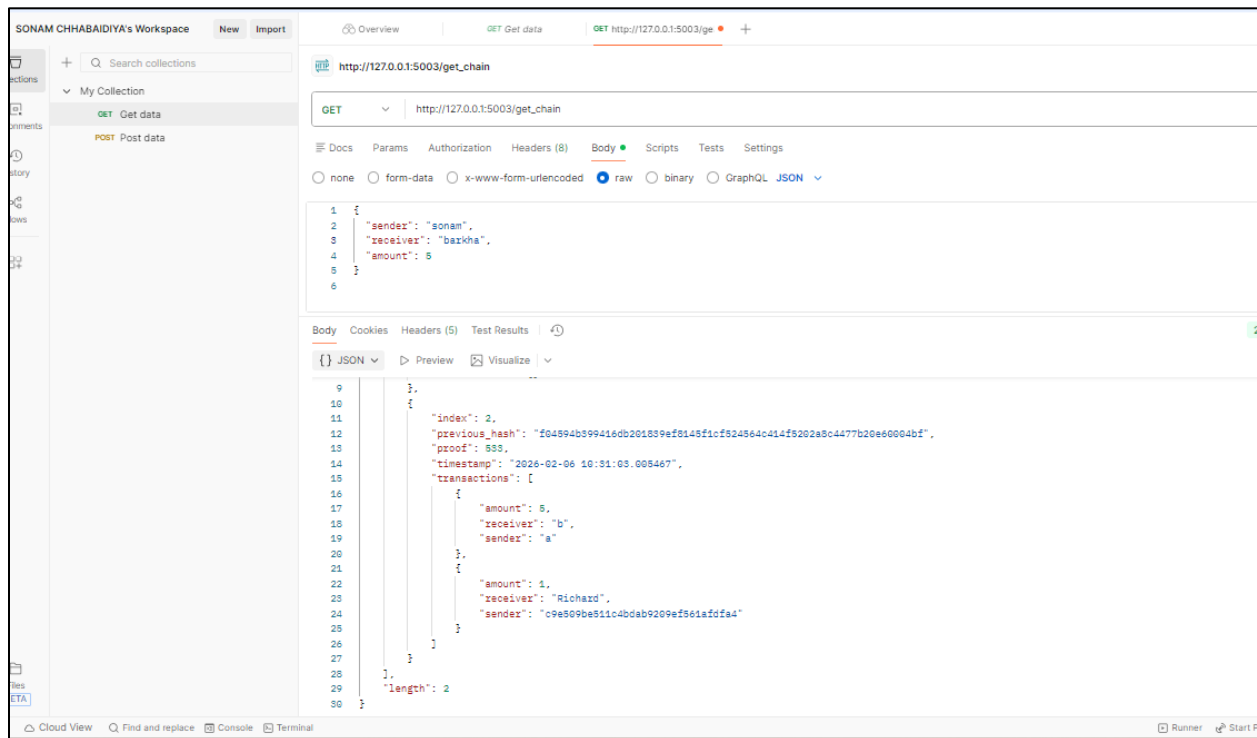 SONAM CHHABAIDIYA's Workspace New Import
Overview GET Get data GET http://127.0.0.1:5003/ge
Search collections
ections
My Collection
GET Get data
POST Post data
onments
story
lows
iles
ETA
HTTP http://127.0.0.1:5003/get_chain
GET http://127.0.0.1:5003/get_chain
Docs Params Authorization Headers (8) Body Scripts Tests Settings
none form-data x-www-form-urlencoded raw binary GraphQL JSON
1 {
2 "sender": "sonam",
3 "receiver": "barkha",
4 "amount": 5
5 }
6
Body Cookies Headers (5) Test Results 2
{} JSON Preview Visualize
9 },
10 {
11 "index": 2,
12 "previous_hash": "f04594b399416db201839ef8145f1cf524564c414f5202a8c4477b20e60004bf",
13 "proof": 533,
14 "timestamp": "2026-02-06 10:31:03.005467",
15 "transactions": [
16 {
17 "amount": 5,
18 "receiver": "b",
19 "sender": "a"
20 },
21 {
22 "amount": 1,
23 "receiver": "Richard",
24 "sender": "c9e509be511c4bdab9209ef561afdfa4"
25 }
26 ]
27 }
28 ],
29 "length": 2
30 }
Cloud View Find and replace Console Terminal Runner Start P